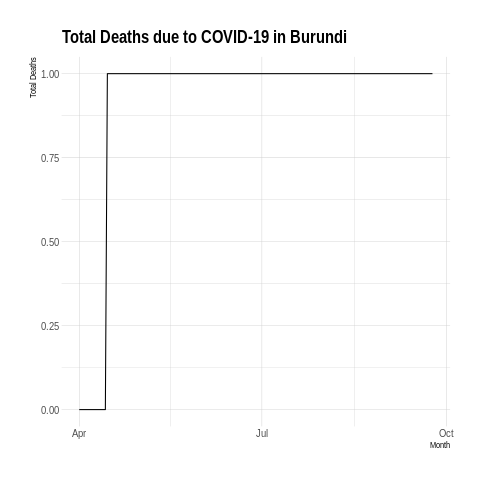 Total Deaths due to COVID-19 in Burundi
Total Deaths
1.00
0.75
0.50
0.25
0.00
Apr Jul Oct
Month